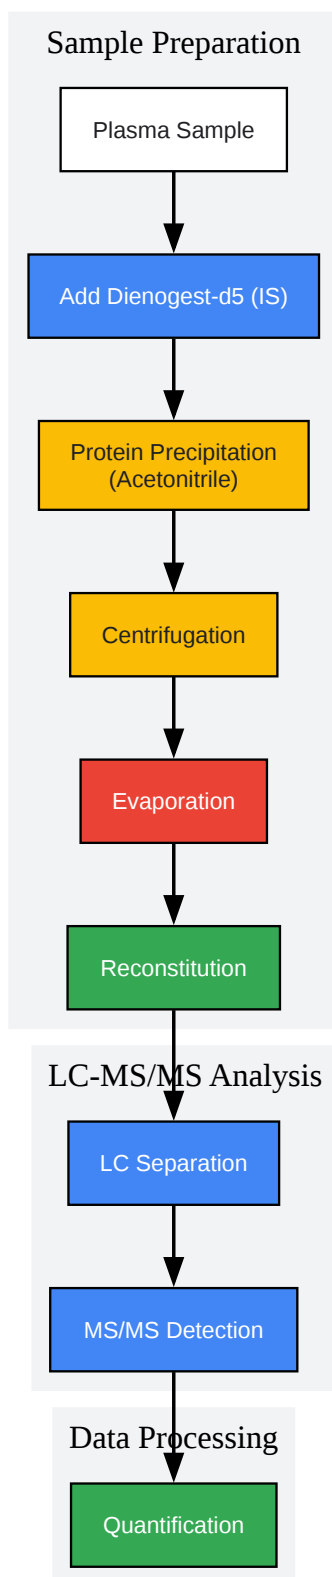 Sample Preparation
Plasma Sample
Add Dienogest-d5 (IS)
Protein Precipitation
(Acetonitrile)
Centrifugation
Evaporation
Reconstitution
LC-MS/MS Analysis
LC Separation
MS/MS Detection
Data Processing
Quantification